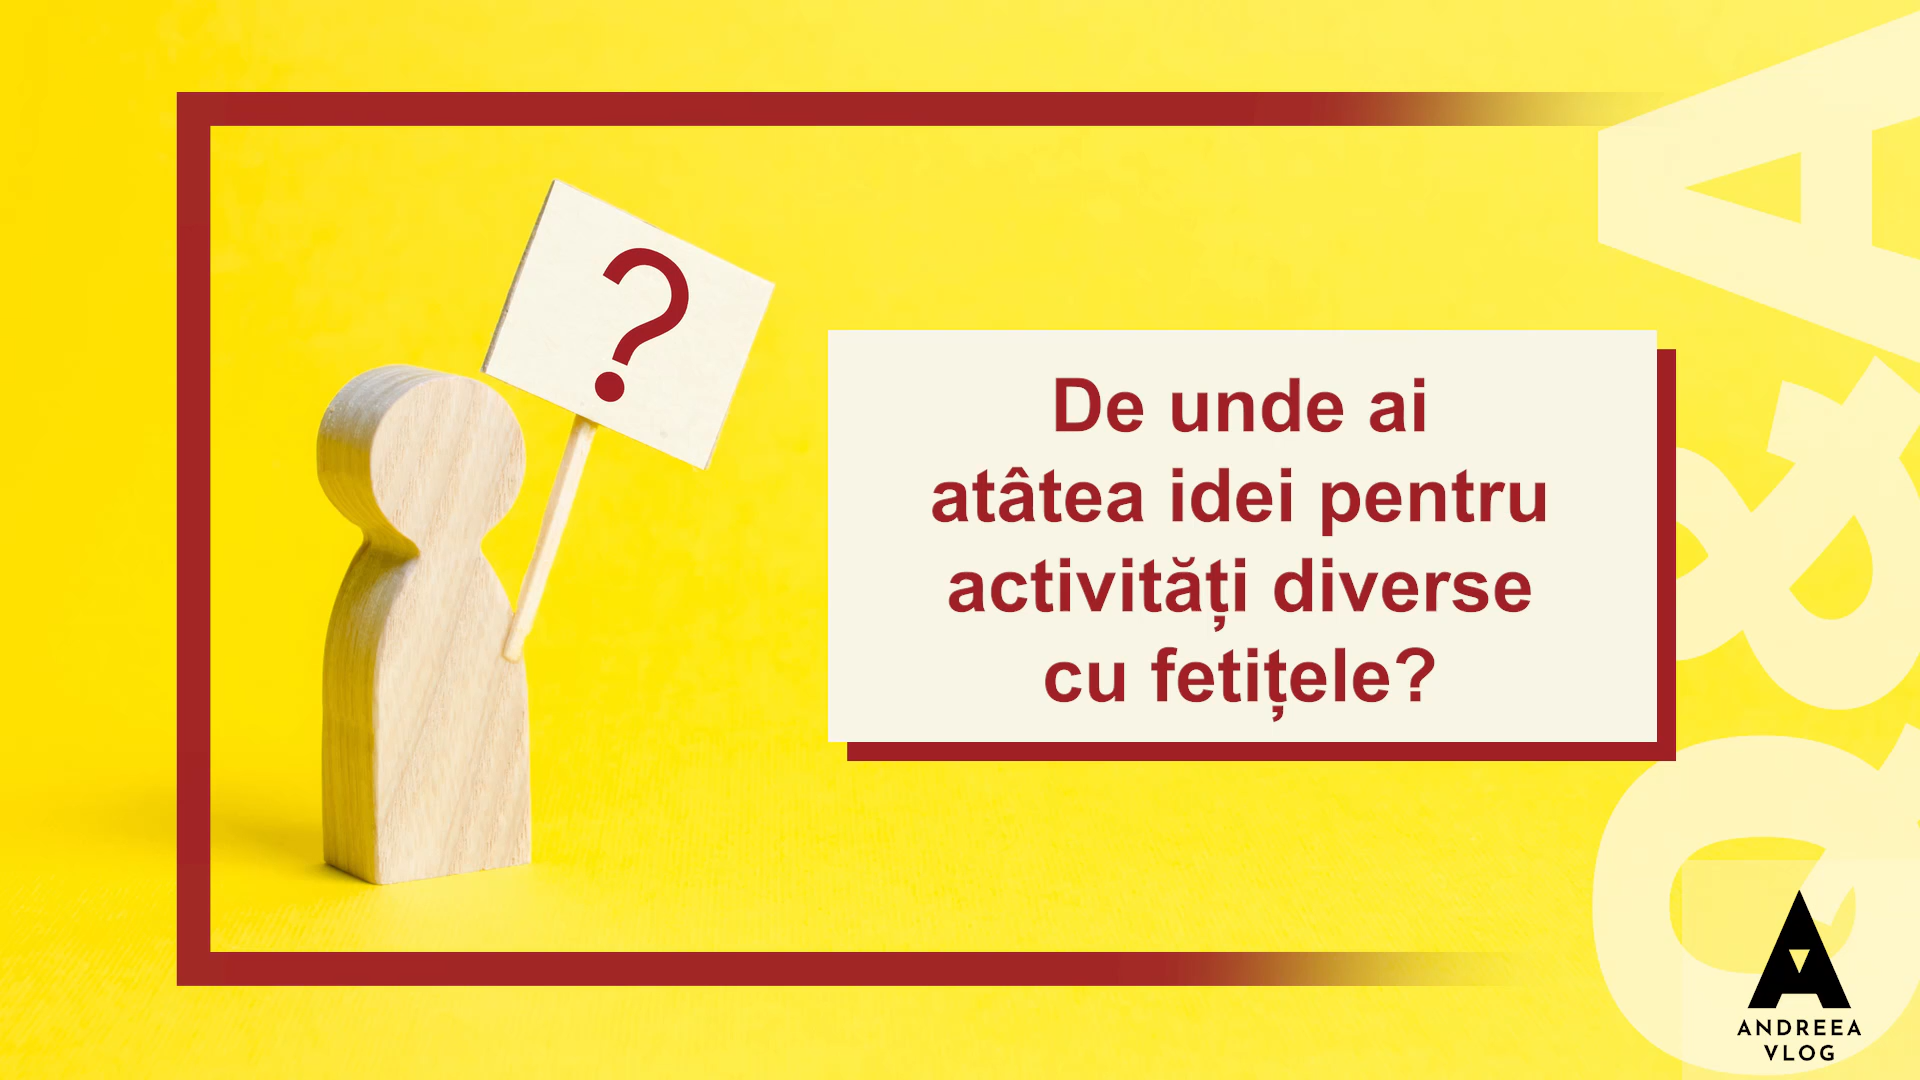 ?
De unde ai
atâtea idei pentru
activități diverse
cu fetițele?
Q&A
ANDREEA
VLOG